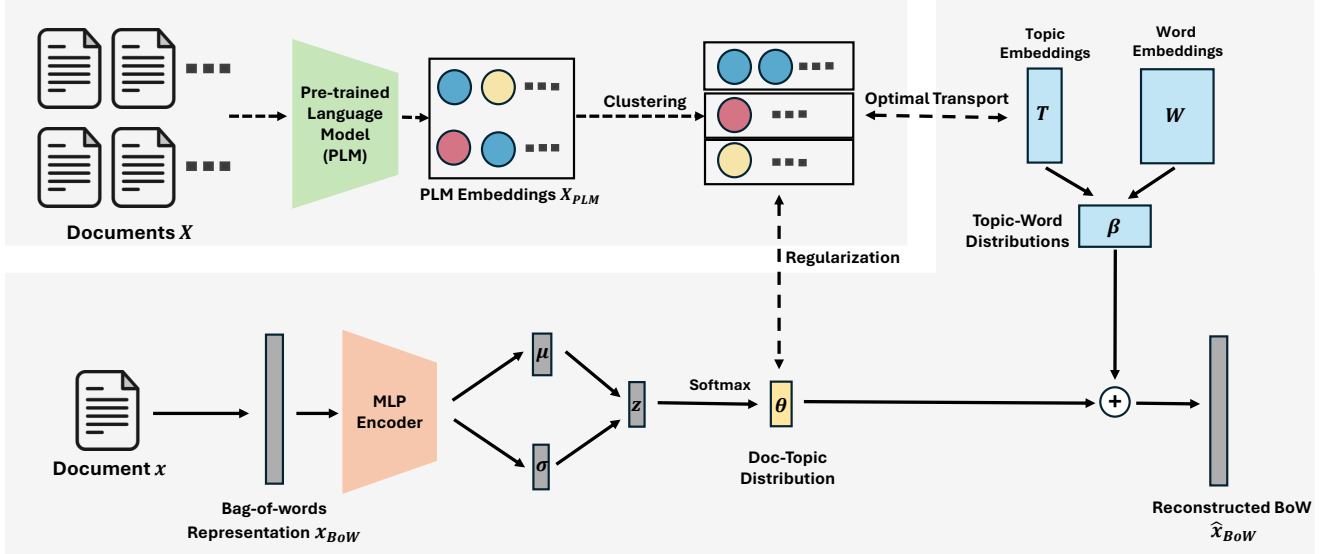 Documents X
Pre-trained
Language
Model
(PLM)
PLM Embeddings X_PLM
Clustering
Optimal Transport
Topic
Embeddings
Word
Embeddings
T
W
Topic-Word
Distributions
β
Regularization
Document x
Bag-of-words
Representation x_BoW
MLP
Encoder
μ
σ
z
Softmax
θ
Doc-Topic
Distribution
+
Reconstructed BoW
x̂_BoW